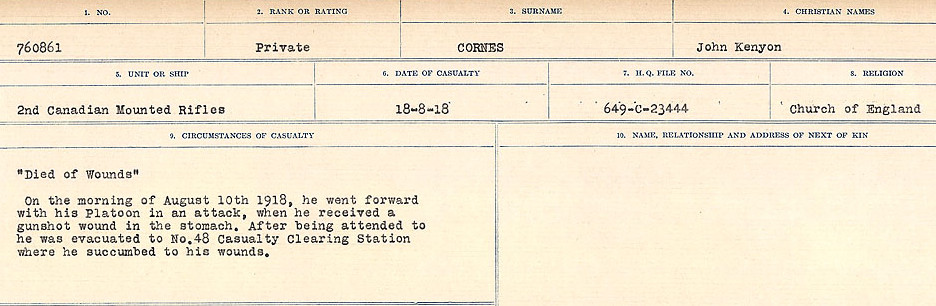 1. NO. 2. RANK OR RATING 3. SURNAME 4. CHRISTIAN NAMES
760861 Private CORNES John Kenyon
5. UNIT OR SHIP 6. DATE OF CASUALTY 7. H.Q. FILE NO. 8. RELIGION
2nd Canadian Mounted Rifles 18-8-18 649-C-23444 Church of England
9. CIRCUMSTANCES OF CASUALTY 10. NAME, RELATIONSHIP AND ADDRESS OF NEXT OF KIN
"Died of Wounds"
On the morning of August 10th 1918, he went forward
with his Platoon in an attack, when he received a
gunshot wound in the stomach. After being attended to
he was evacuated to No.48 Casualty Clearing Station
where he succumbed to his wounds.